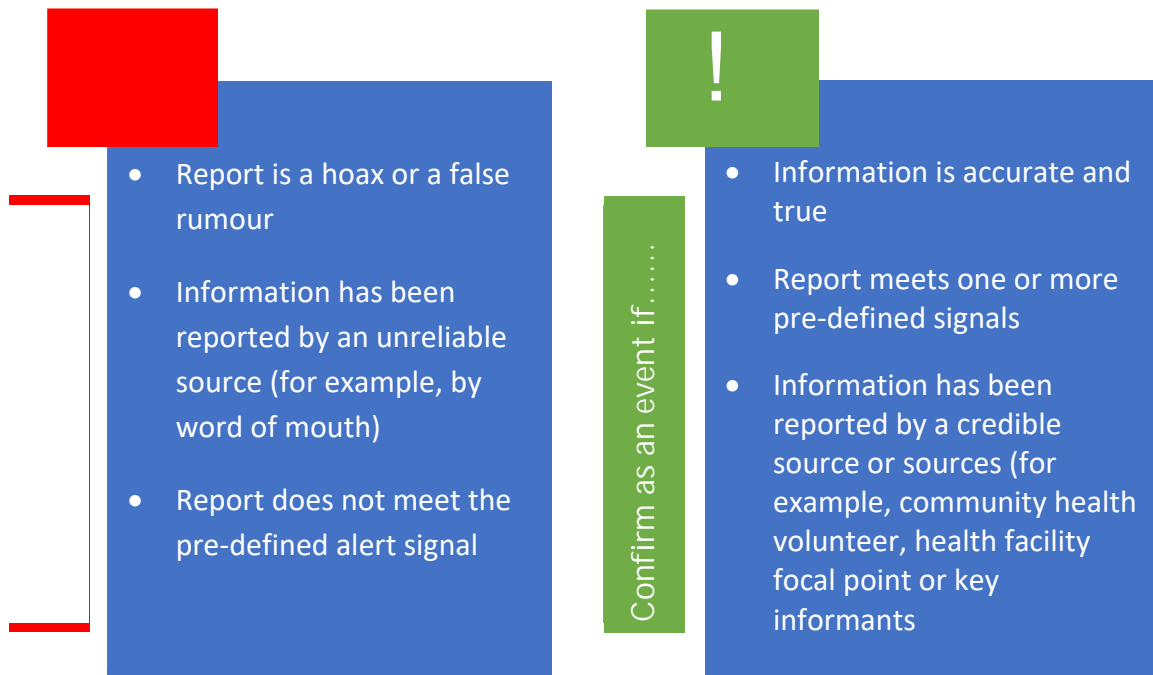 • Report is a hoax or a false
rumour
• Information has been
reported by an unreliable
source (for example, by
word of mouth)
• Report does not meet the
pre-defined alert signal
!
Confirm as an event if.......
• Information is accurate and
true
• Report meets one or more
pre-defined signals
• Information has been
reported by a credible
source or sources (for
example, community health
volunteer, health facility
focal point or key
informants